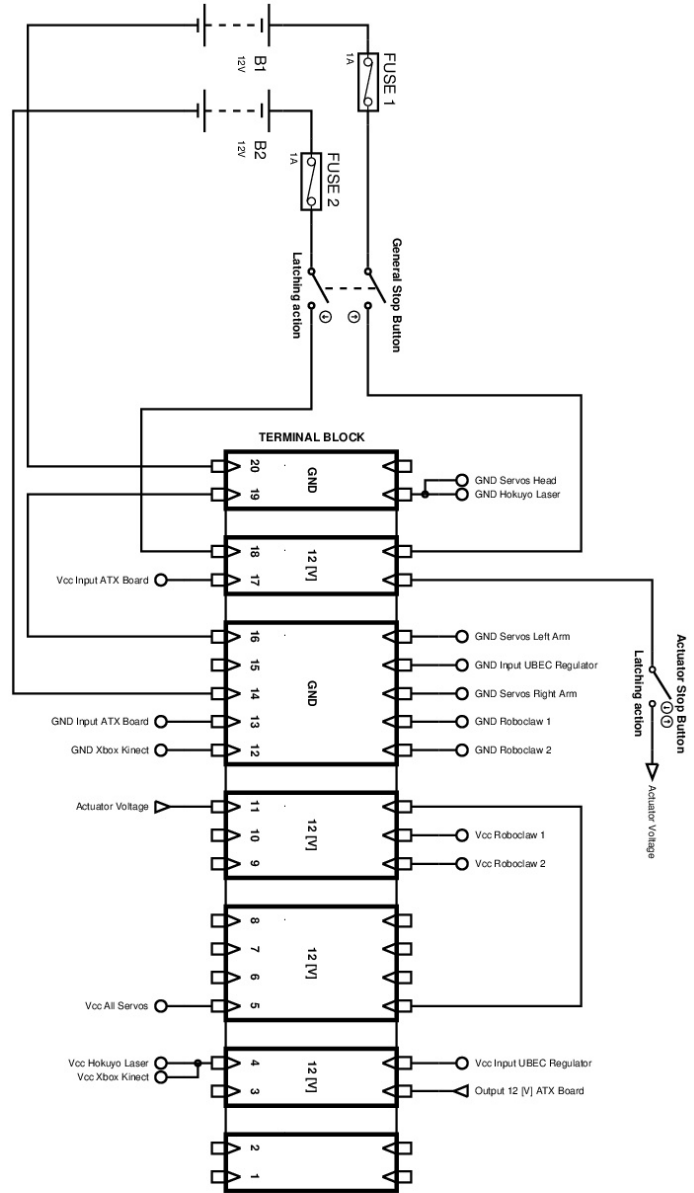 B1
12V
FUSE 1
1A
B2
12V
FUSE 2
1A
General Stop Button
Latching action
TERMINAL BLOCK
20
GND
19
GND Servos Head
GND Hokuyo Laser
18
12 [V]
17
Vcc Input ATX Board
Actuator Stop Button
Latching action
Actuator Voltage
16
GND Servos Left Arm
15
GND Input UBEC Regulator
GND
14
GND Servos Right Arm
GND Input ATX Board
13
GND Roboclaw 1
GND Xbox Kinect
12
GND Roboclaw 2
Actuator Voltage
11
12 [V]
10
Vcc Roboclaw 1
9
Vcc Roboclaw 2
8
7
12 [V]
6
Vcc All Servos
5
Vcc Hokuyo Laser
4
Vcc Input UBEC Regulator
Vcc Xbox Kinect
12 [V]
3
Output 12 [V] ATX Board
2
1